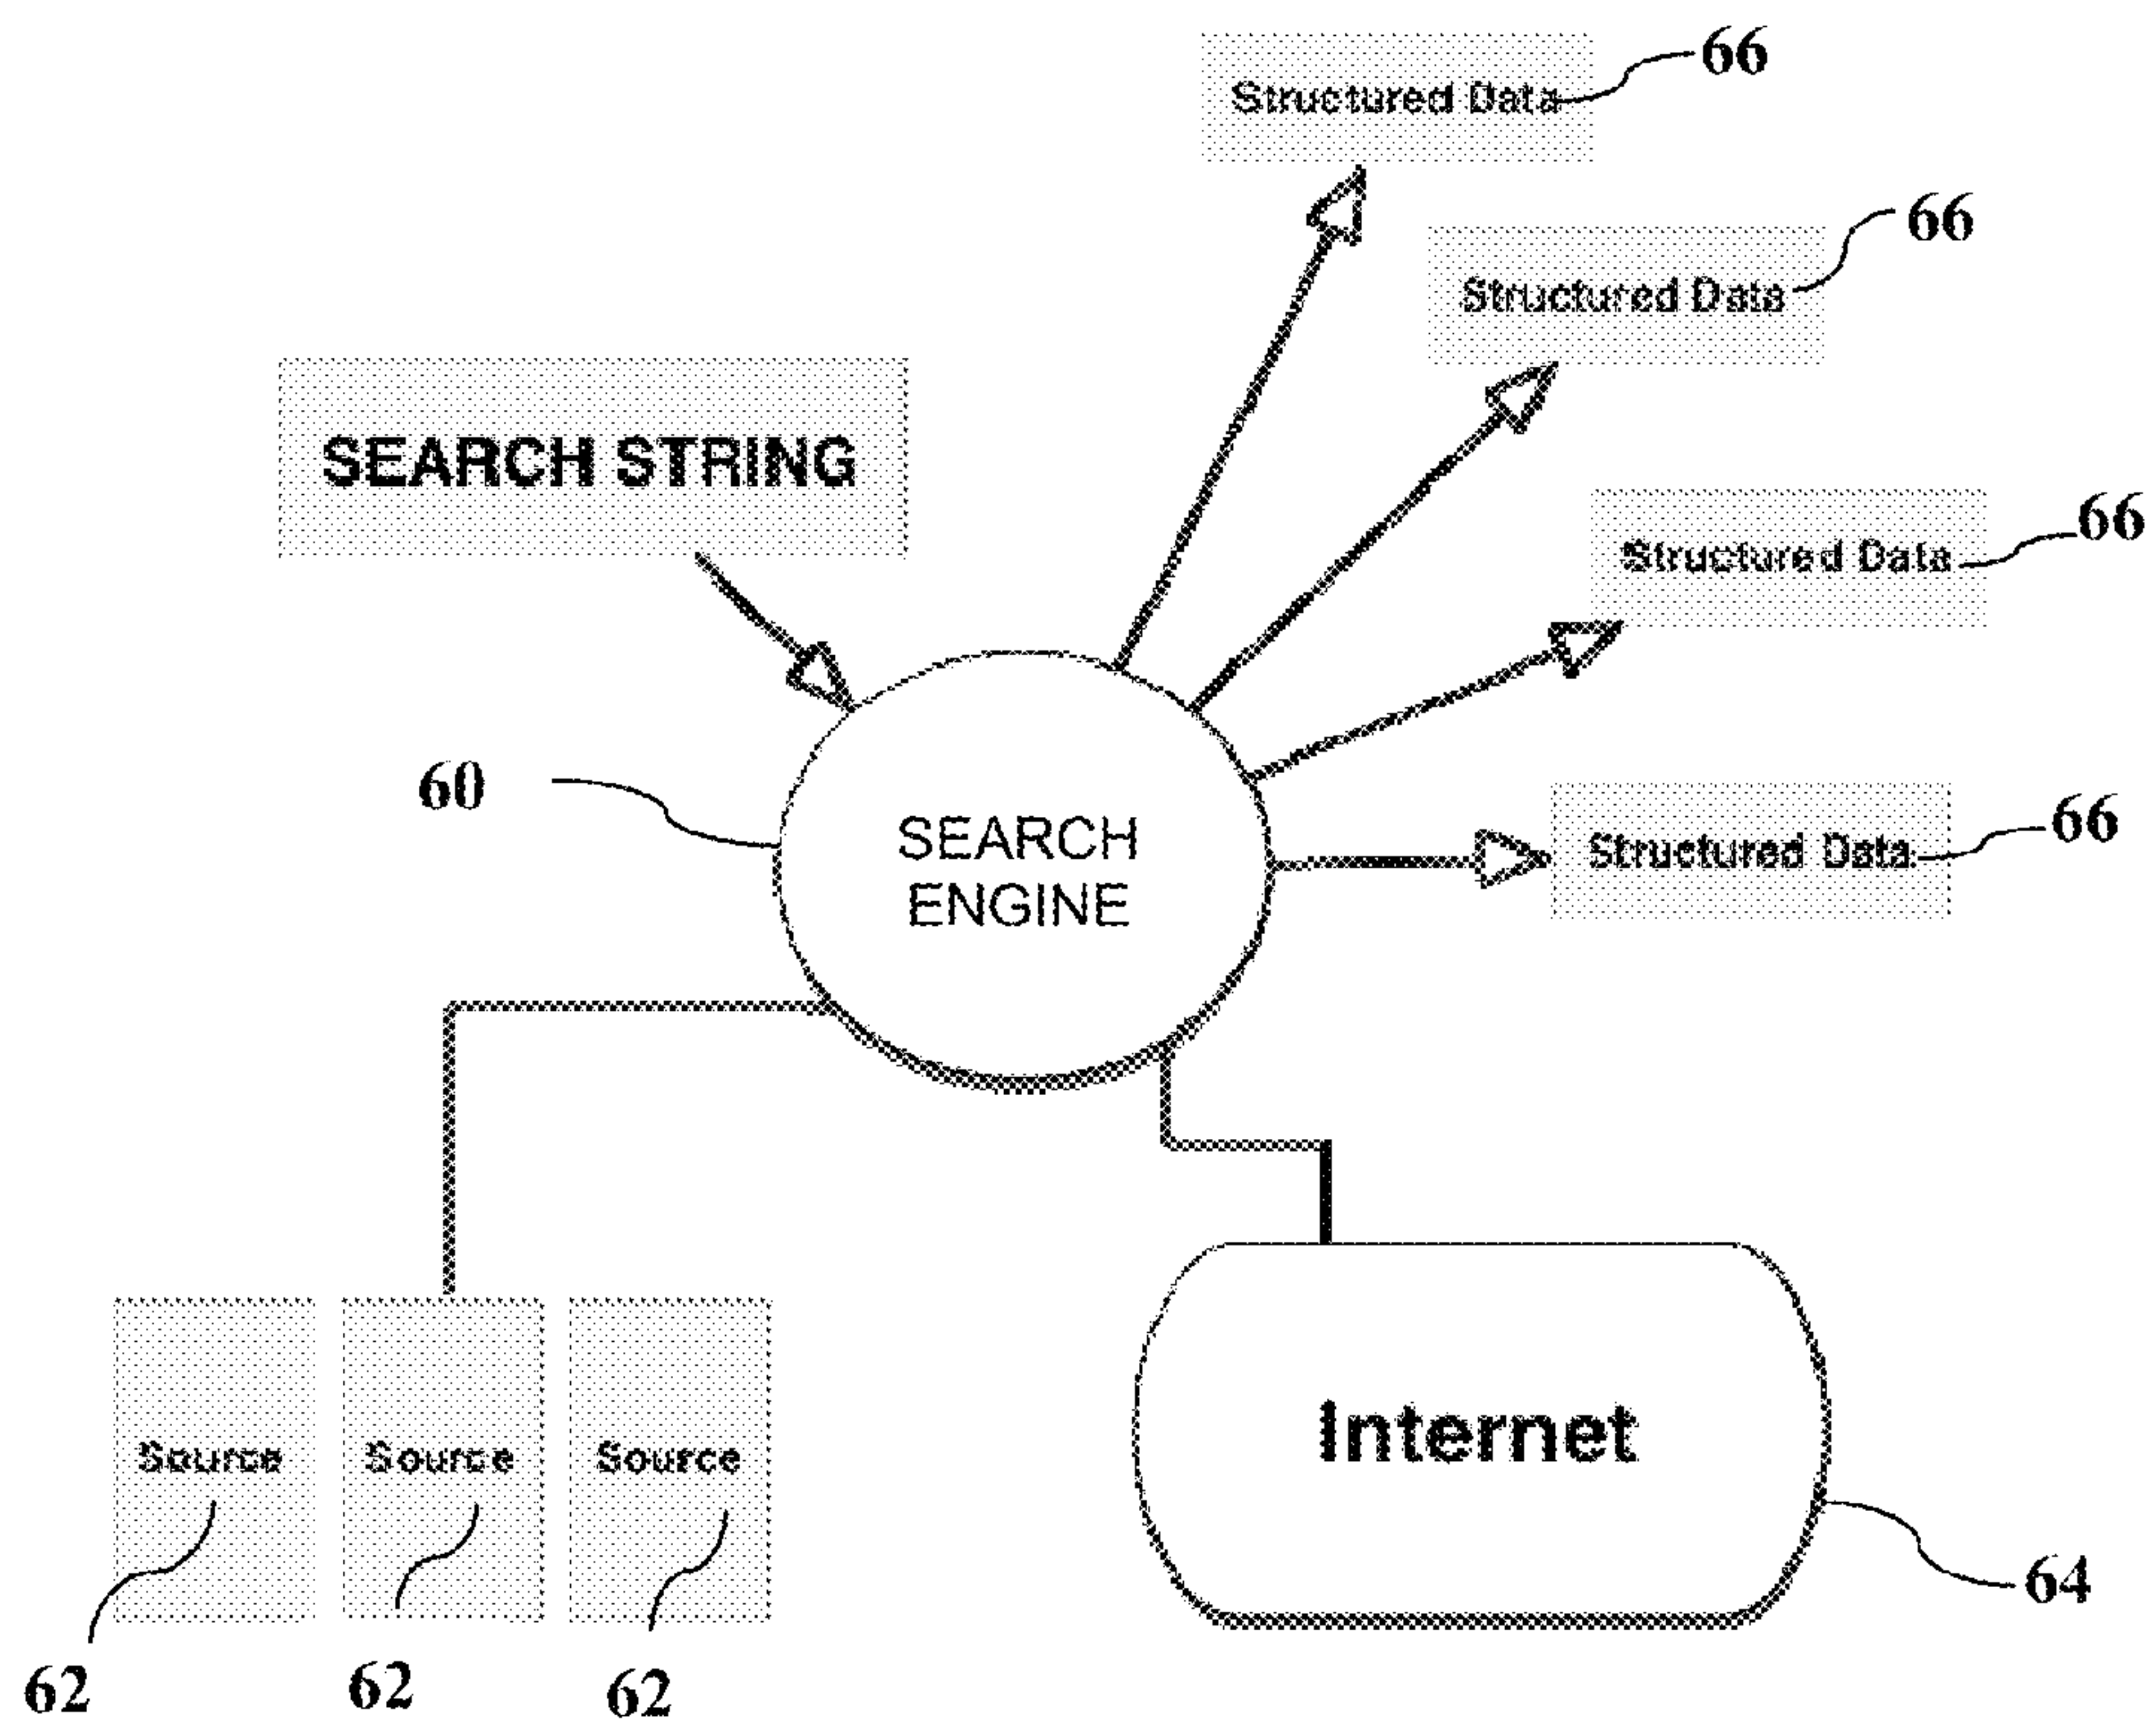 66
Structured Data
66
Structured Data
SEARCH STRING
66
Structured Data
60
SEARCH
ENGINE
66
Structured Data
Source
Source
Source
Internet
64
62
62
62